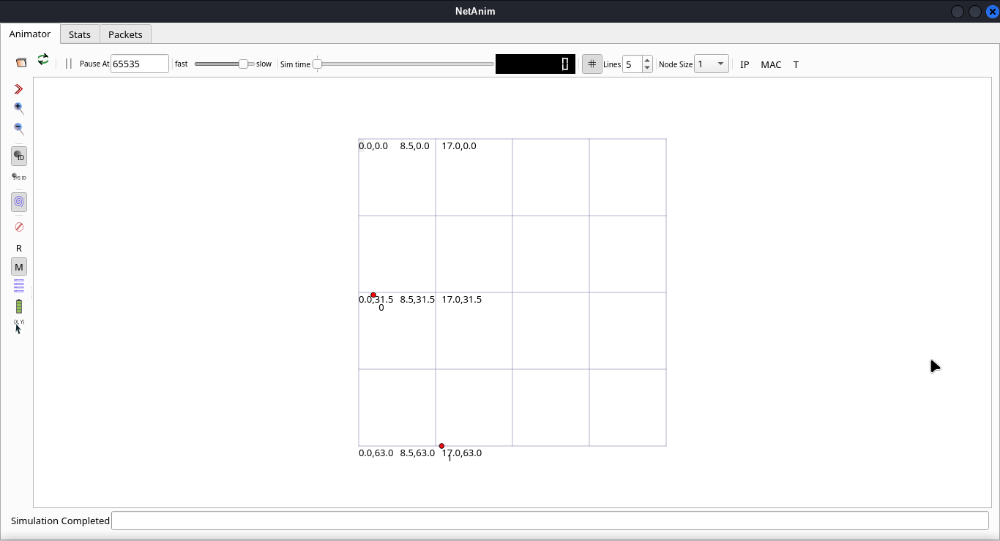 NetAnim
Animator Stats Packets
Pause At 65535 fast slow Sim time 0 Lines 5 Node Size 1 IP MAC T
ID
SYS ID
R
M
(X, Y)
0.0,0.0 8.5,0.0 17.0,0.0
0.0,31.5 8.5,31.5 17.0,31.5
0
0.0,63.0 8.5,63.0 17.0,63.0
1
Simulation Completed